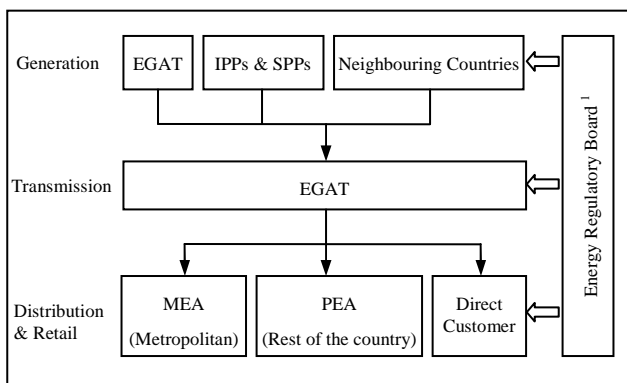 Generation
EGAT
IPPs & SPPs
Neighbouring Countries
Energy Regulatory Board 1
Transmission
EGAT
Distribution
& Retail
MEA
(Metropolitan)
PEA
(Rest of the country)
Direct
Customer